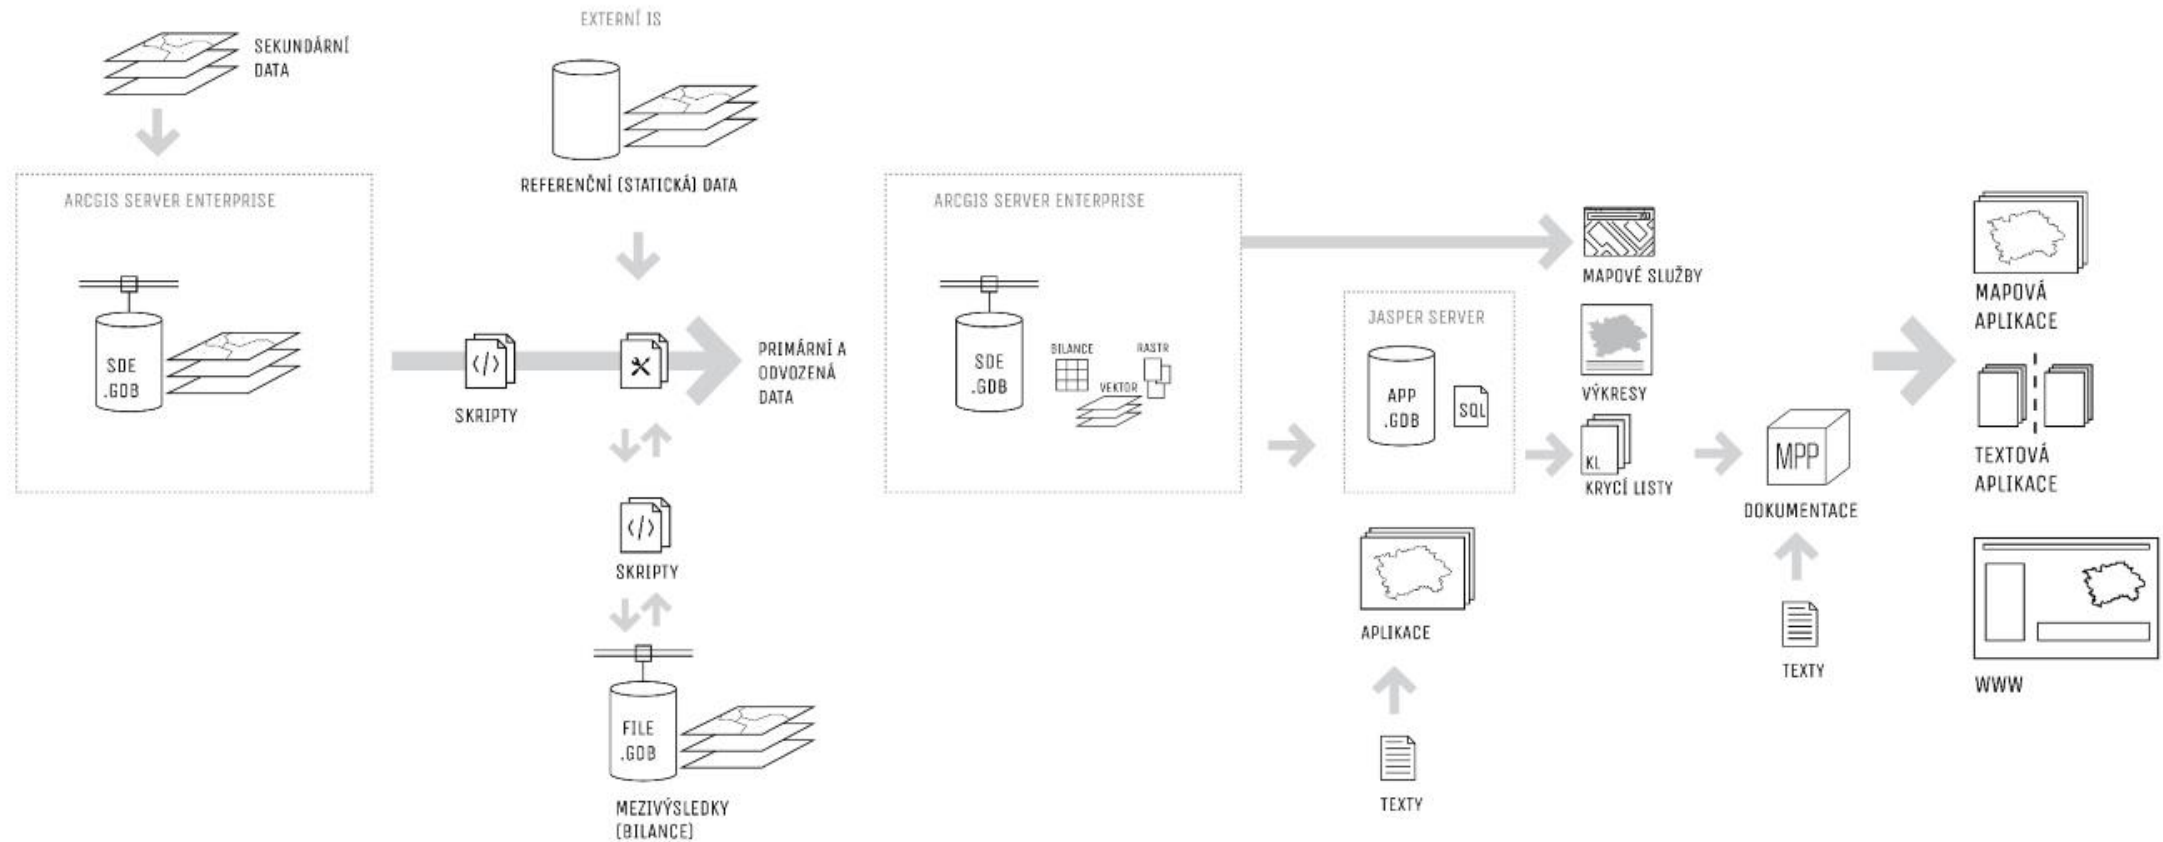 EXTERNÍ IS
SEKUNDÁRNÍ
DATA
REFERENČNÍ (STATICKÁ) DATA
ARCGIS SERVER ENTERPRISE
SDE
.GDB
</>
SKRIPTY
PRIMÁRNÍ A
ODVOZENÁ
DATA
</>
SKRIPTY
FILE
.GDB
MEZIVÝSLEDKY
(BILANCE)
ARCGIS SERVER ENTERPRISE
SDE
.GDB
BILANCE
RASTR
VEKTOR
JASPER SERVER
APP
.GDB
SQL
APLIKACE
TEXTY
MAPOVÉ SLUŽBY
VÝKRESY
KL
KRYCÍ LISTY
MPP
DOKUMENTACE
TEXTY
MAPOVÁ
APLIKACE
TEXTOVÁ
APLIKACE
WWW